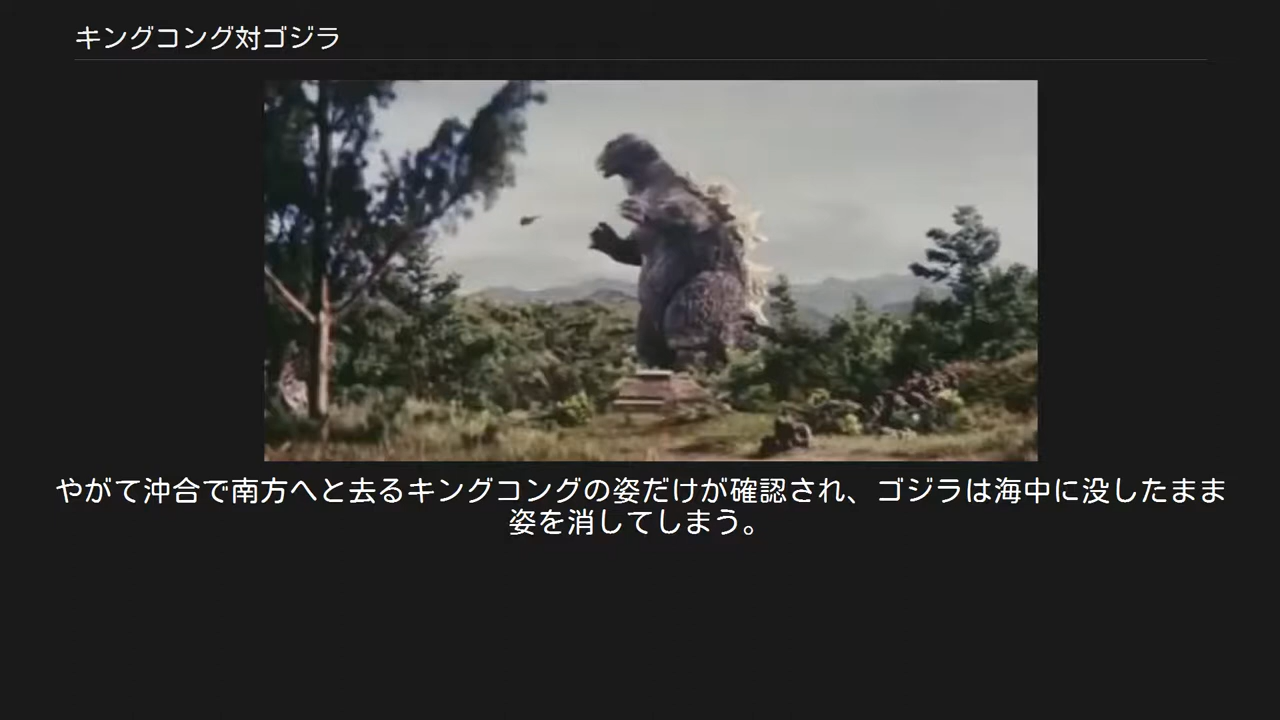 キングコング対ゴジラ
やがて沖合で南方へと去るキングコングの姿だけが確認され、ゴジラは海中に没したまま
姿を消してしまう。